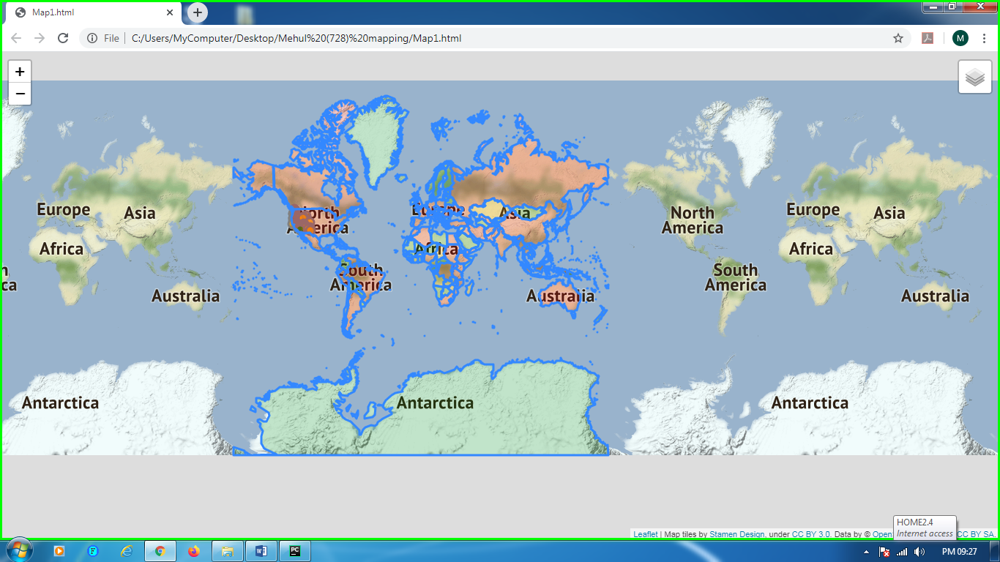 Map1.html
File
C:/Users/MyComputer/Desktop/Mehul%20(728)%20mapping/Map1.html
M
+
−
Europe
Asia
Africa
Australia
Antarctica
North
America
South
America
Europe
Asia
Africa
Australia
Antarctica
North
America
South
America
Europe
Asia
Africa
Australia
Antarctica
ca
HOME2.4
Internet access
Leaflet | Map tiles by Stamen Design, under CC BY 3.0. Data by © Open
CC BY SA.
F
W
PC
PM 09:27